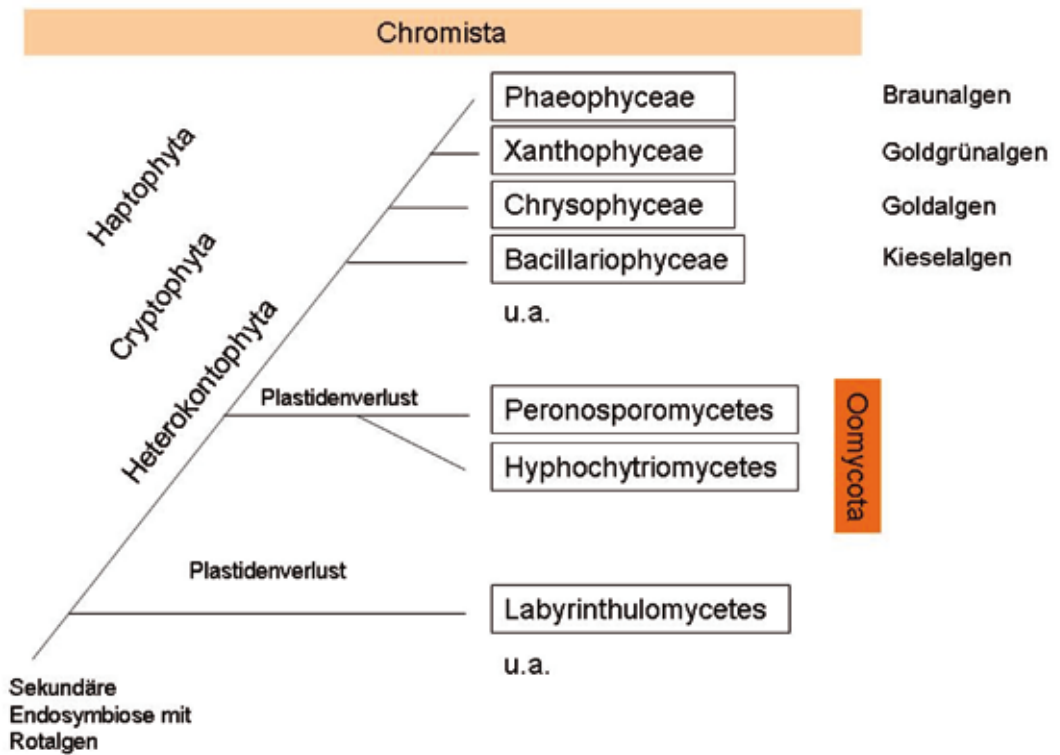 Chromista
Phaeophyceae
Braunalgen
Xanthophyceae
Goldgrünalgen
Chrysophyceae
Goldalgen
Bacillariophyceae
Kieselalgen
u.a.
Haptophyta
Cryptophyta
Heterokontophyta
Plastidenverlust
Peronosporomycetes
Hyphochytriomycetes
Oomycota
Plastidenverlust
Labyrinthulomycetes
u.a.
Sekundäre
Endosymbiose mit
Rotalgen